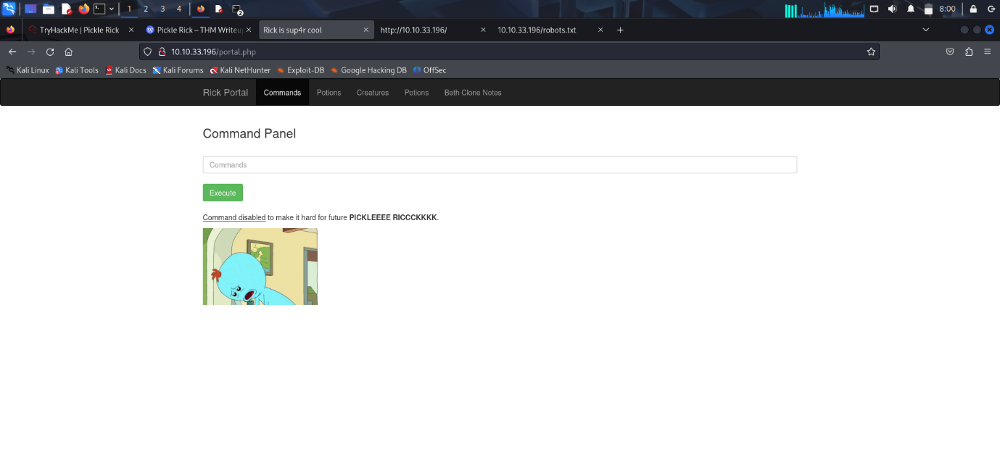 1 2 3 4 2 8:00
TryHackMe | Pickle Rick Pickle Rick – THM Writeup Rick is sup4r cool http://10.10.33.196/ 10.10.33.196/robots.txt
10.10.33.196/portal.php
Kali Linux Kali Tools Kali Docs Kali Forums Kali NetHunter Exploit-DB Google Hacking DB OffSec
Rick Portal Commands Potions Creatures Potions Beth Clone Notes
Command Panel
Commands
Execute
Command disabled to make it hard for future PICKLEEEE RICCCKKKK.